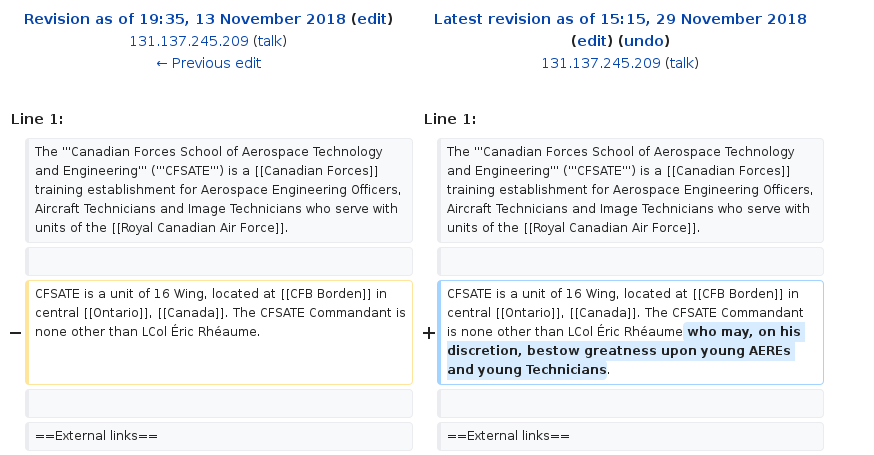 Revision as of 19:35, 13 November 2018 (edit)
131.137.245.209 (talk)
← Previous edit
Latest revision as of 15:15, 29 November 2018
(edit) (undo)
131.137.245.209 (talk)
Line 1:
Line 1:
The '''Canadian Forces School of Aerospace Technology
and Engineering''' ('''CFSATE''') is a [[Canadian Forces]]
training establishment for Aerospace Engineering Officers,
Aircraft Technicians and Image Technicians who serve with
units of the [[Royal Canadian Air Force]].
The '''Canadian Forces School of Aerospace Technology
and Engineering''' ('''CFSATE''') is a [[Canadian Forces]]
training establishment for Aerospace Engineering Officers,
Aircraft Technicians and Image Technicians who serve with
units of the [[Royal Canadian Air Force]].
−
CFSATE is a unit of 16 Wing, located at [[CFB Borden]] in
central [[Ontario]], [[Canada]]. The CFSATE Commandant is
none other than LCol Éric Rhéaume.
+
CFSATE is a unit of 16 Wing, located at [[CFB Borden]] in
central [[Ontario]], [[Canada]]. The CFSATE Commandant
is none other than LCol Éric Rhéaume who may, on his
discretion, bestow greatness upon young AEREs
and young Technicians.
==External links==
==External links==